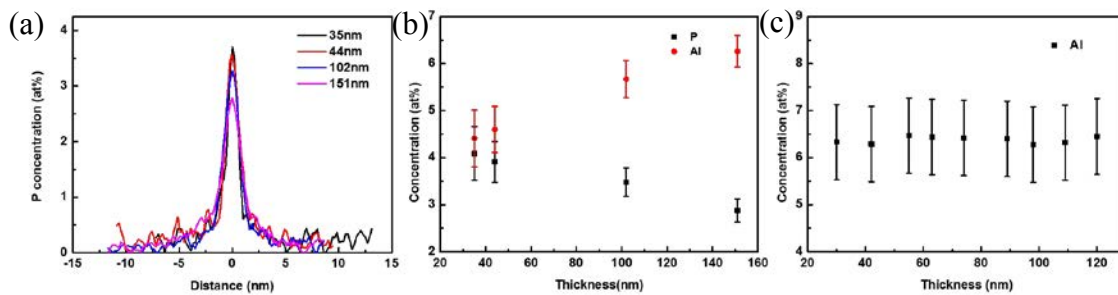 (a)
P concentration (at%)
4
3
2
1
0
-15 -10 -5 0 5 10 15
Distance (nm)
35nm
44nm
102nm
151nm
(b)
Concentration (at%)
7
6
5
4
3
2
20 40 60 80 100 120 140 160
Thickness(nm)
P
Al
(c)
Concentration (at%)
9
8
7
6
5
4
20 40 60 80 100 120
Thickness (nm)
Al